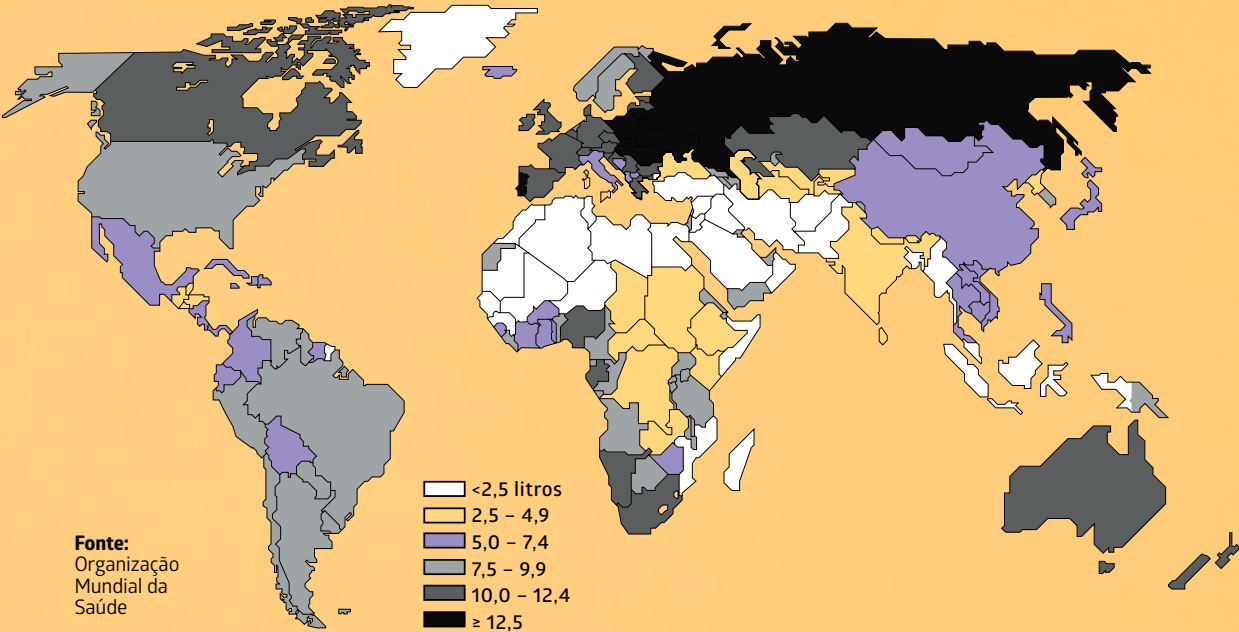 <2,5 litros
2,5 – 4,9
5,0 – 7,4
7,5 – 9,9
10,0 – 12,4
≥ 12,5
Fonte:
Organização
Mundial da
Saúde